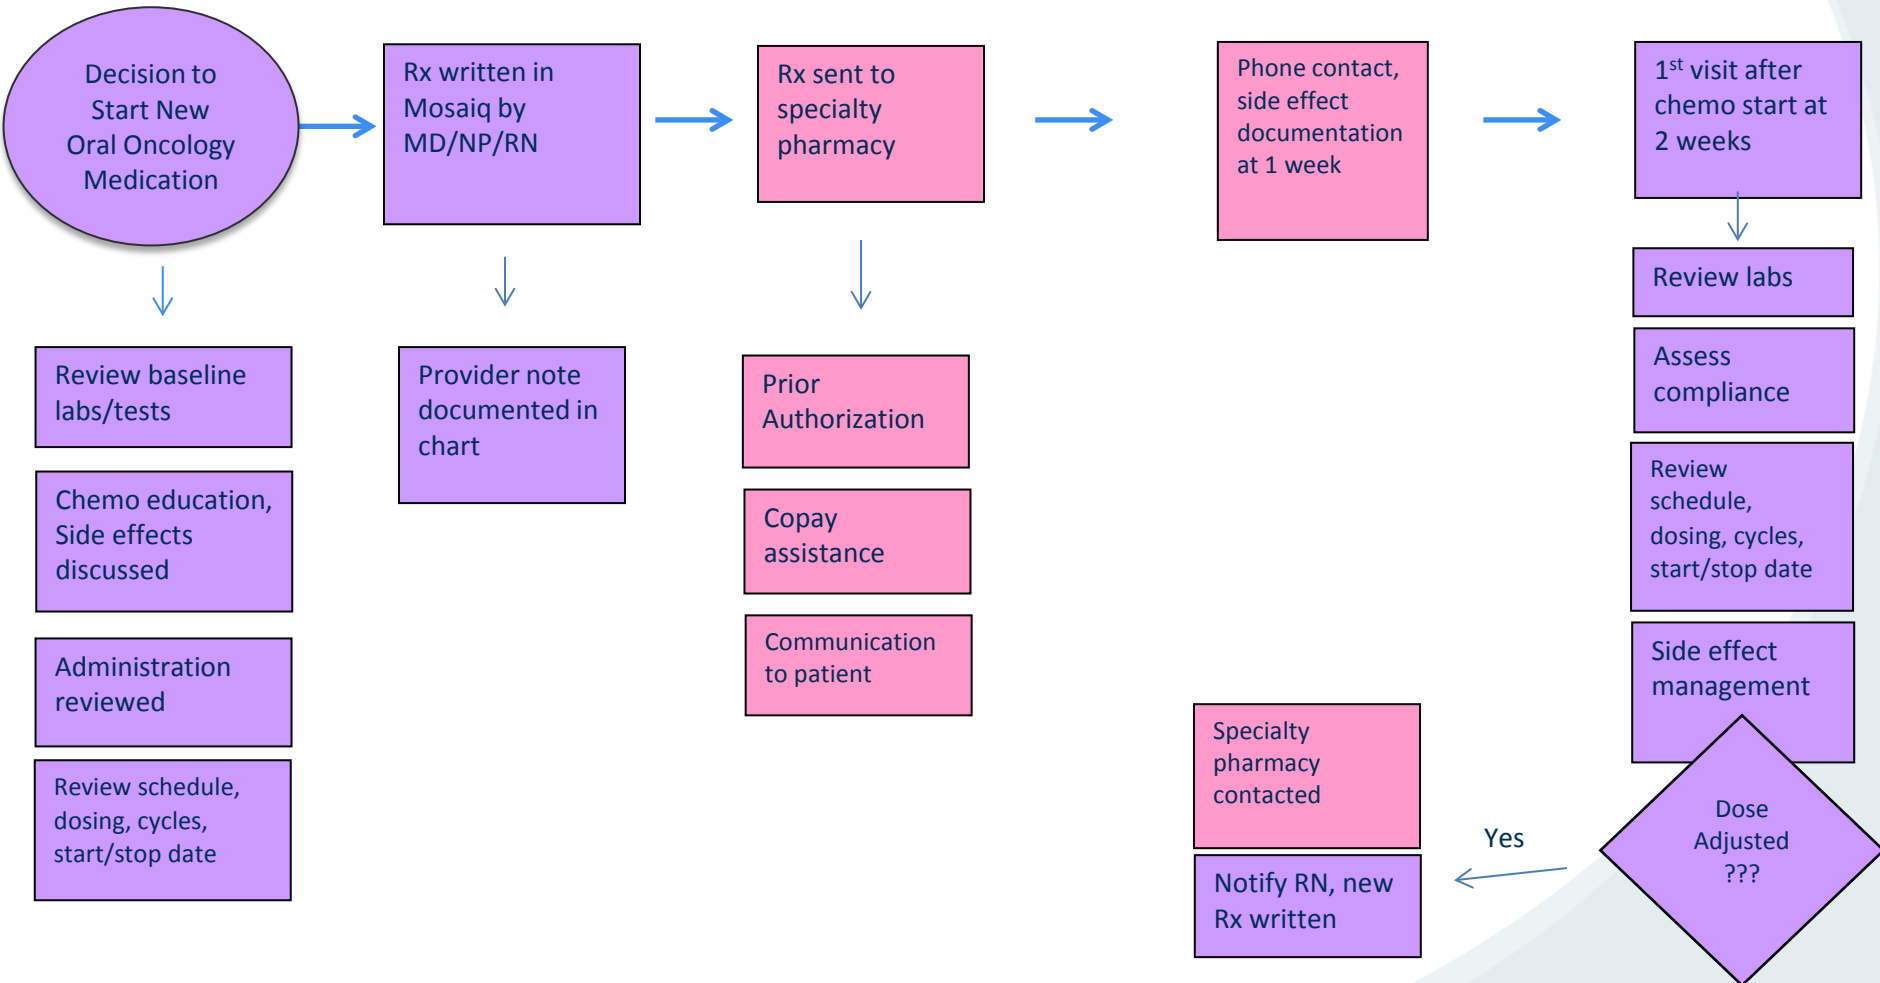 Decision to
Start New
Oral Oncology
Medication
Rx written in
Mosaiq by
MD/NP/RN
Rx sent to
specialty
pharmacy
Phone contact,
side effect
documentation
at 1 week
1st visit after
chemo start at
2 weeks
Review baseline
labs/tests
Chemo education,
Side effects
discussed
Administration
reviewed
Review schedule,
dosing, cycles,
start/stop date
Provider note
documented in
chart
Prior
Authorization
Copay
assistance
Communication
to patient
Review labs
Assess
compliance
Review
schedule,
dosing, cycles,
start/stop date
Side effect
management
Dose
Adjusted
???
Yes
Specialty
pharmacy
contacted
Notify RN, new
Rx written